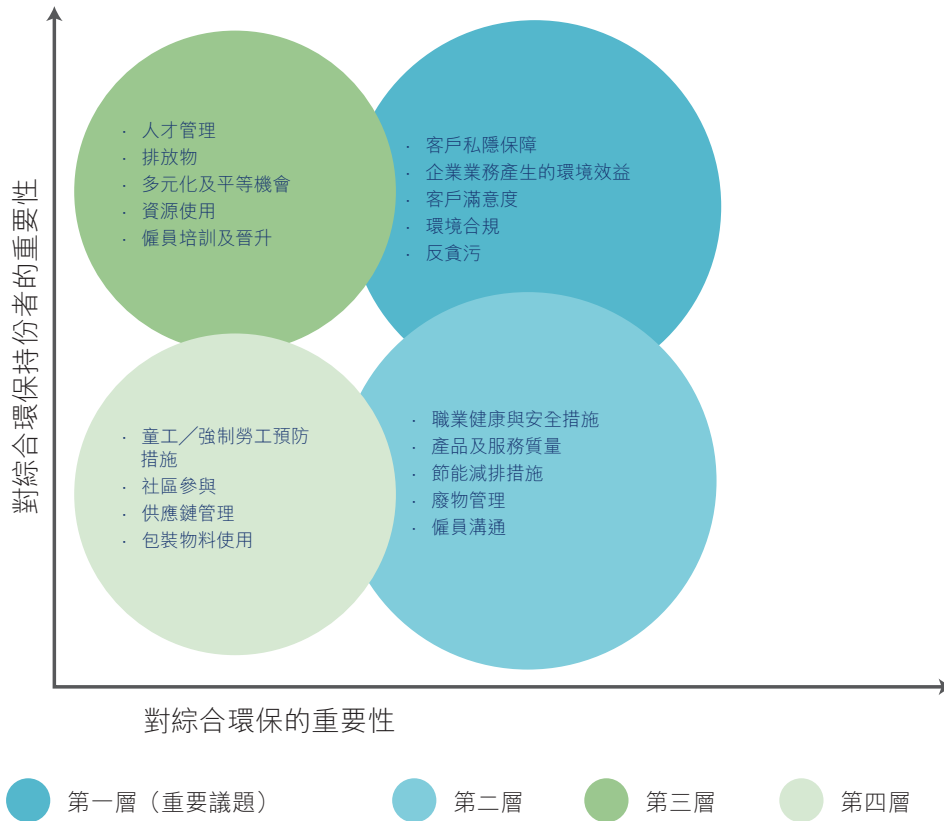 對綜合環保持份者的重要性
· 人才管理
· 排放物
· 多元化及平等機會
· 資源使用
· 僱員培訓及晉升
· 客戶私隱保障
· 企業業務產生的環境效益
· 客戶滿意度
· 環境合規
· 反貪污
· 童工／強制勞工預防
措施
· 社區參與
· 供應鏈管理
· 包裝物料使用
· 職業健康與安全措施
· 產品及服務質量
· 節能減排措施
· 廢物管理
· 僱員溝通
對綜合環保的重要性
第一層（重要議題）
第二層
第三層
第四層